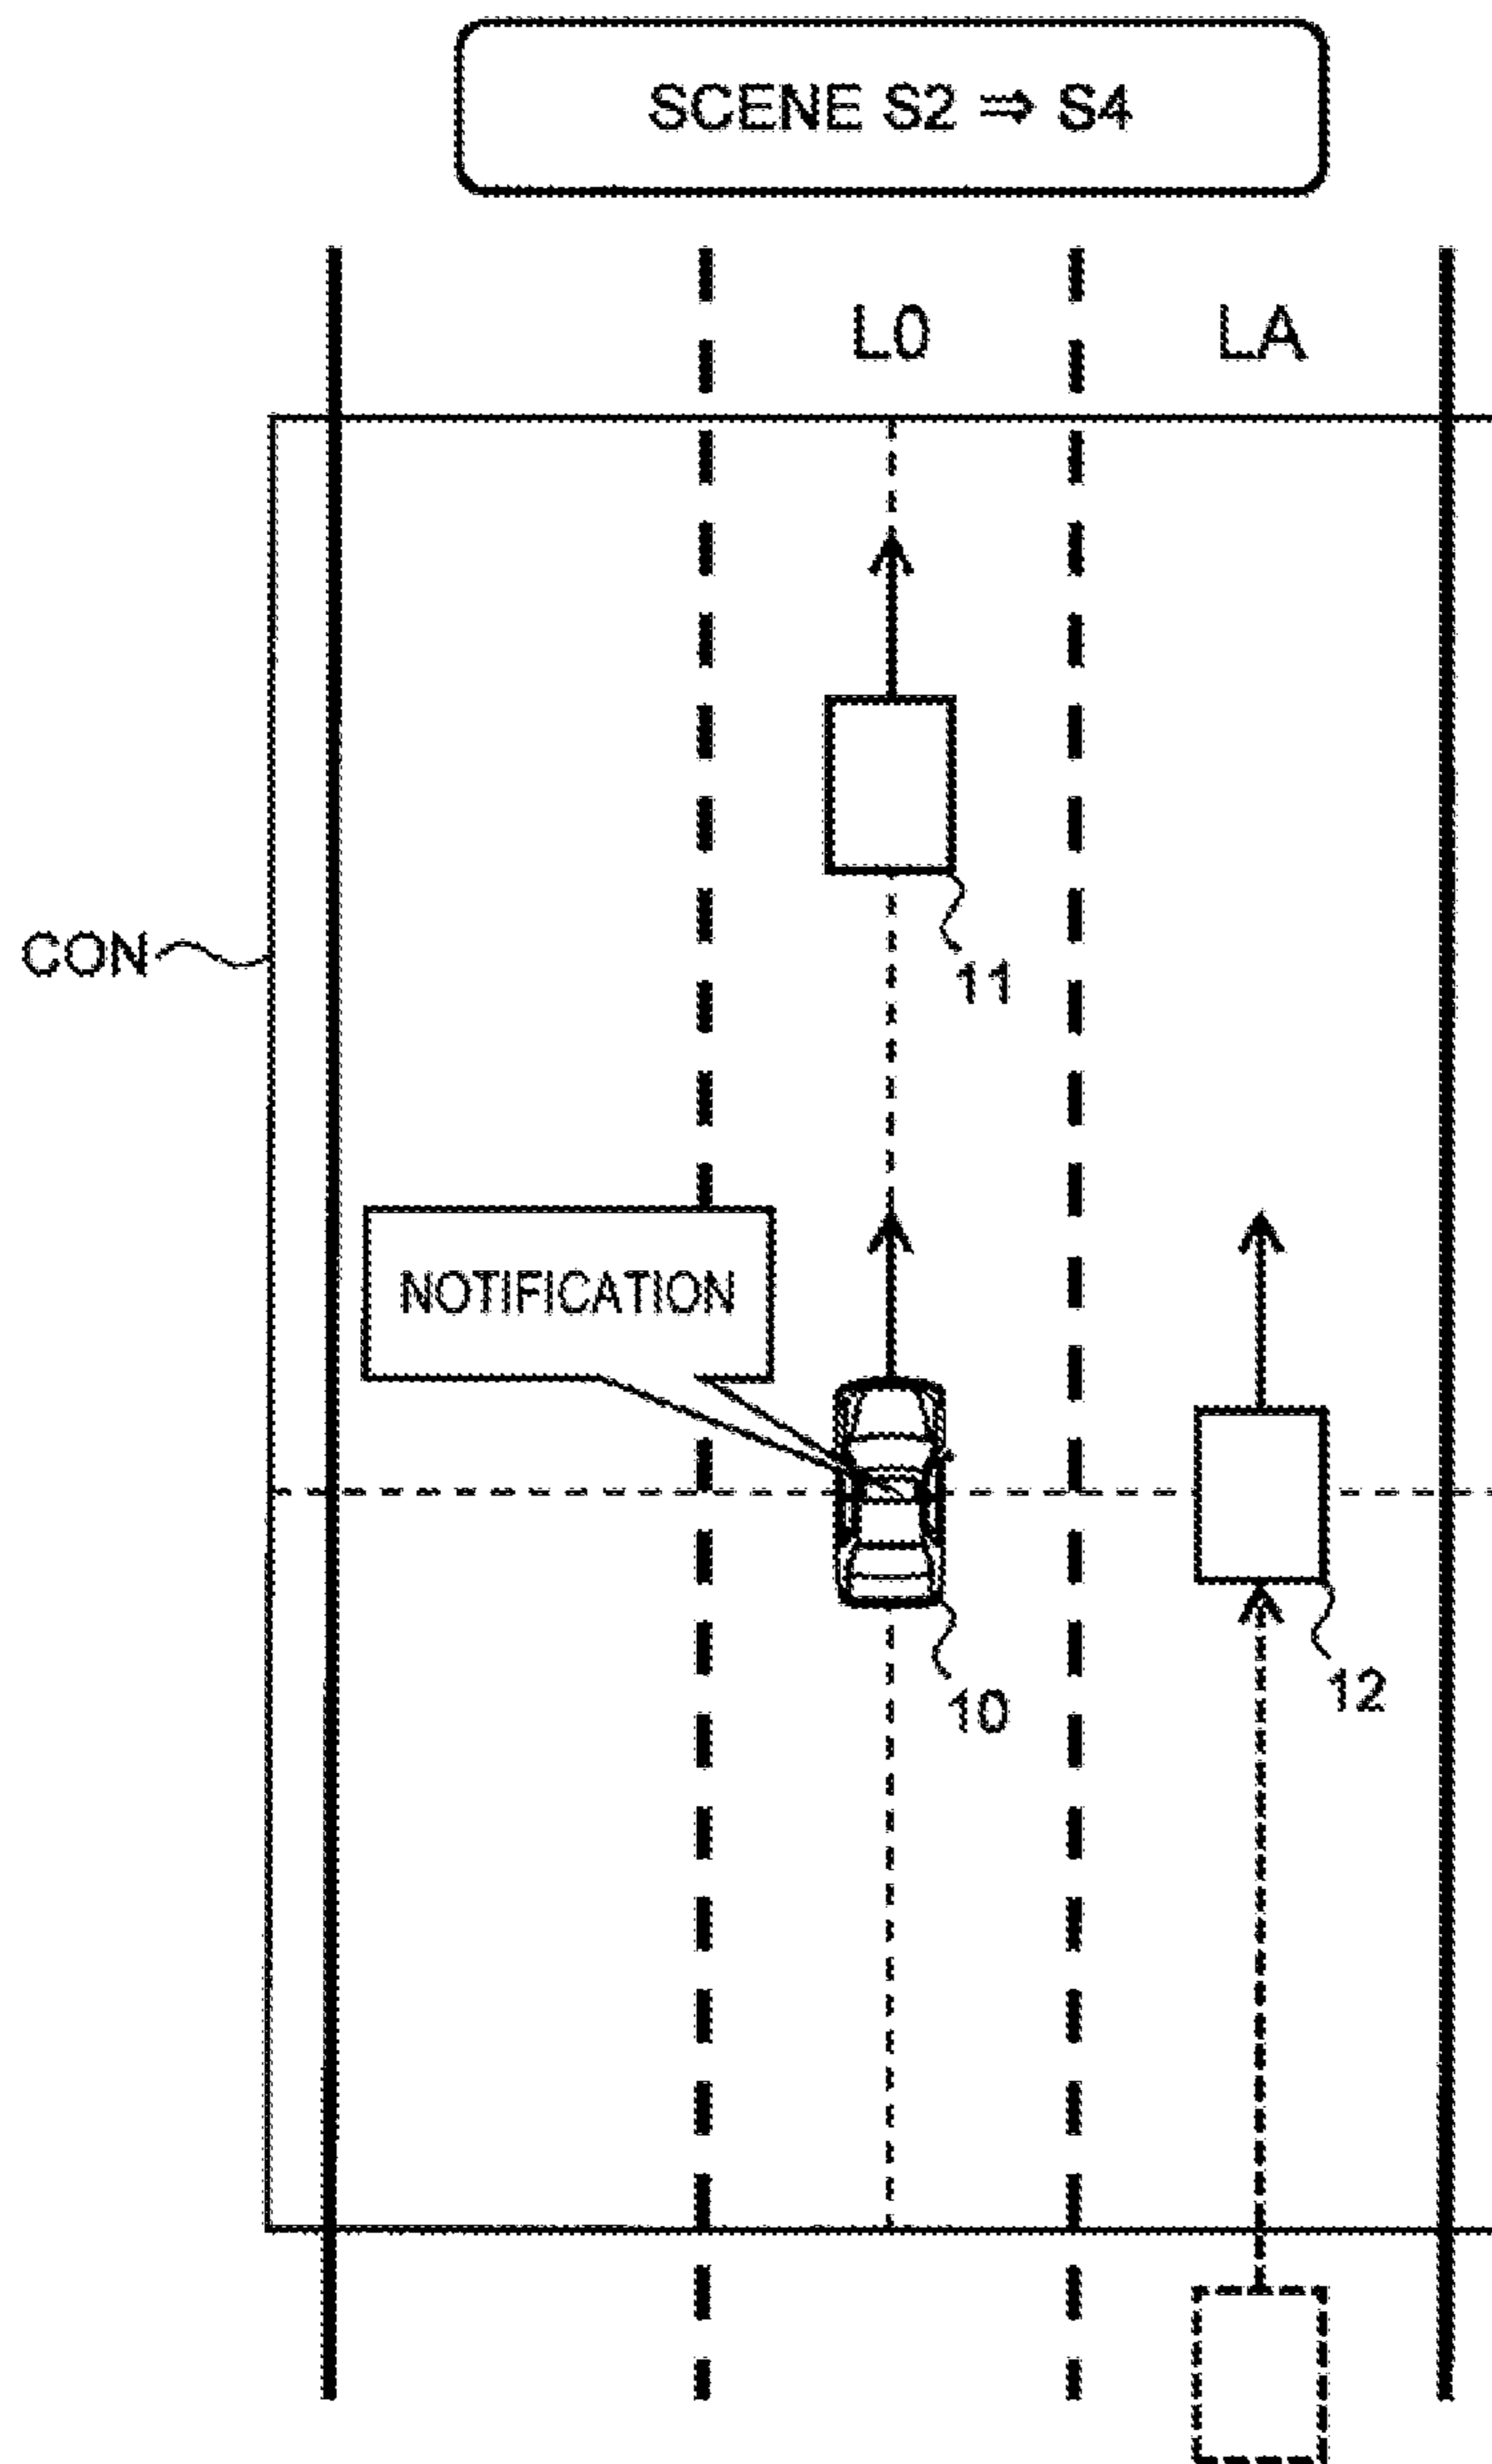 SCENE S2 ⇒ S4
L0 LA
CON
11
NOTIFICATION
10
12